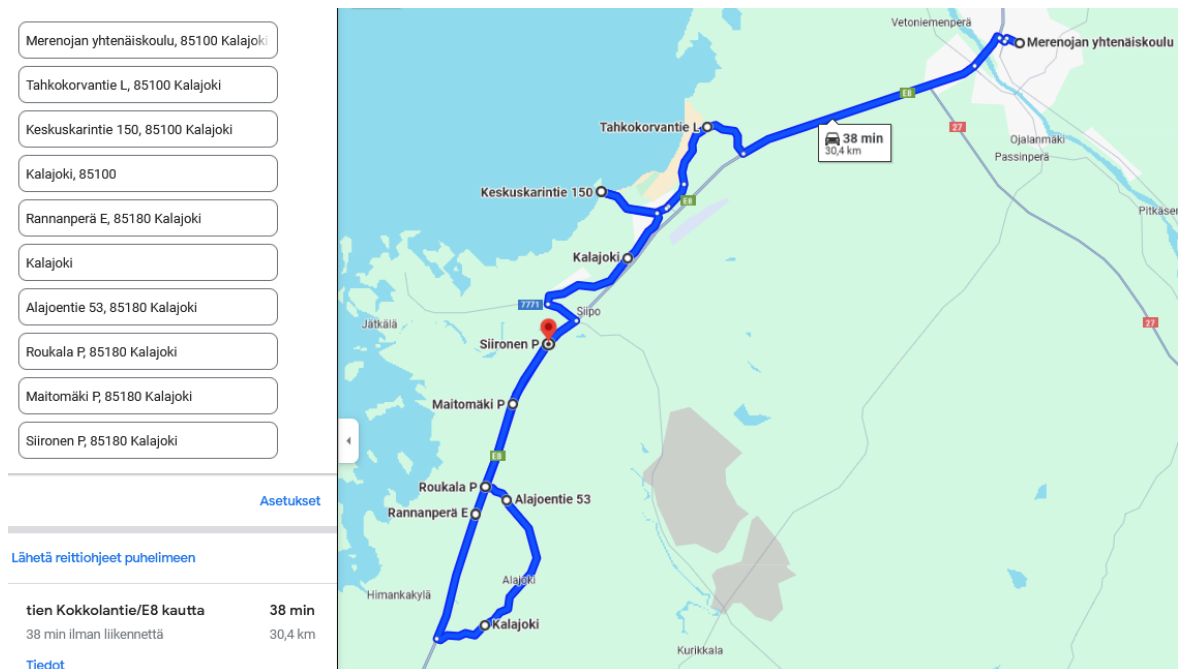 Merenojan yhtenäiskoulu, 85100 Kalajoki
Tahkokorvantie L, 85100 Kalajoki
Keskuskarintie 150, 85100 Kalajoki
Kalajoki, 85100
Rannanperä E, 85180 Kalajoki
Kalajoki
Alajoentie 53, 85180 Kalajoki
Roukala P, 85180 Kalajoki
Maitomäki P, 85180 Kalajoki
Siironen P, 85180 Kalajoki
Asetukset
Lähetä reittiohjeet puhelimeen
tien Kokkolantie/E8 kautta 38 min
38 min ilman liikennettä 30,4 km
Tiedot
Vetoniemenperä
Merenojan yhtenäiskoulu
E8
27
Tahkokorvantie L
38 min
30,4 km
Ojalanmäki
Passinperä
Keskuskarintie 150
E8
Pitkäsen
Kalajoki
7771
Siipo
Jätkälä
27
Siironen P
Maitomäki P
E8
Roukala P
Alajoentie 53
Rannanperä E
Alajoki
Himankakylä
Kalajoki
Kurikkala